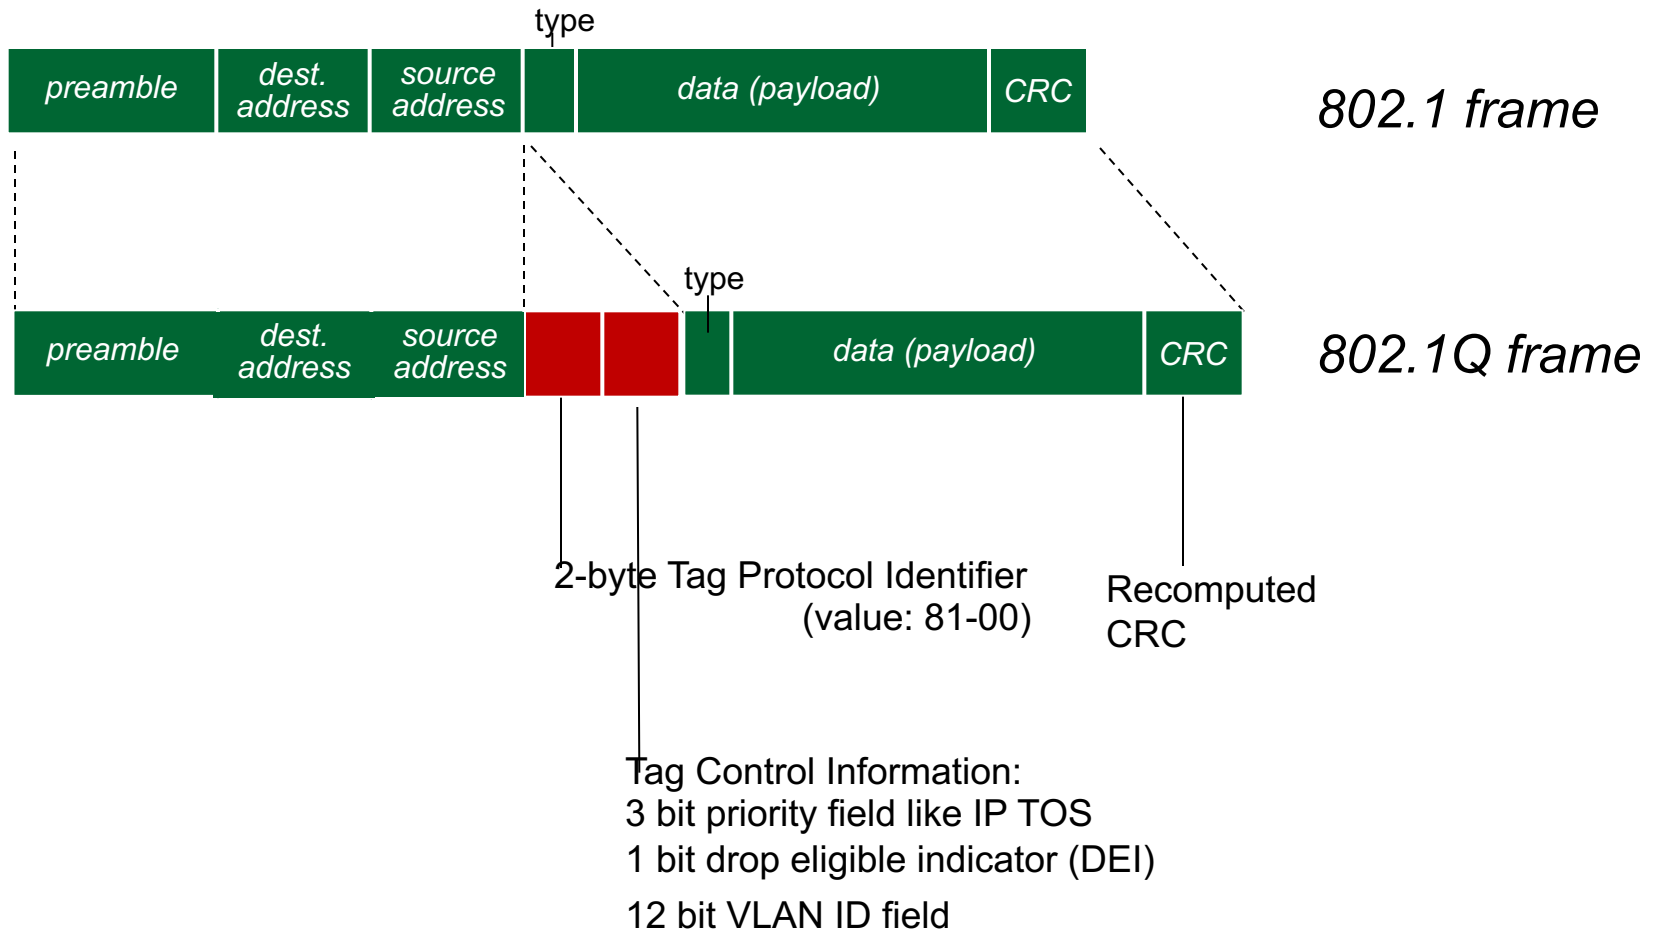 type
preamble
dest.
address
source
address
data (payload)
CRC
802.1 frame
type
preamble
dest.
address
source
address
data (payload)
CRC
802.1Q frame
2-byte Tag Protocol Identifier
(value: 81-00)
Recomputed
CRC
Tag Control Information:
3 bit priority field like IP TOS
1 bit drop eligible indicator (DEI)
12 bit VLAN ID field